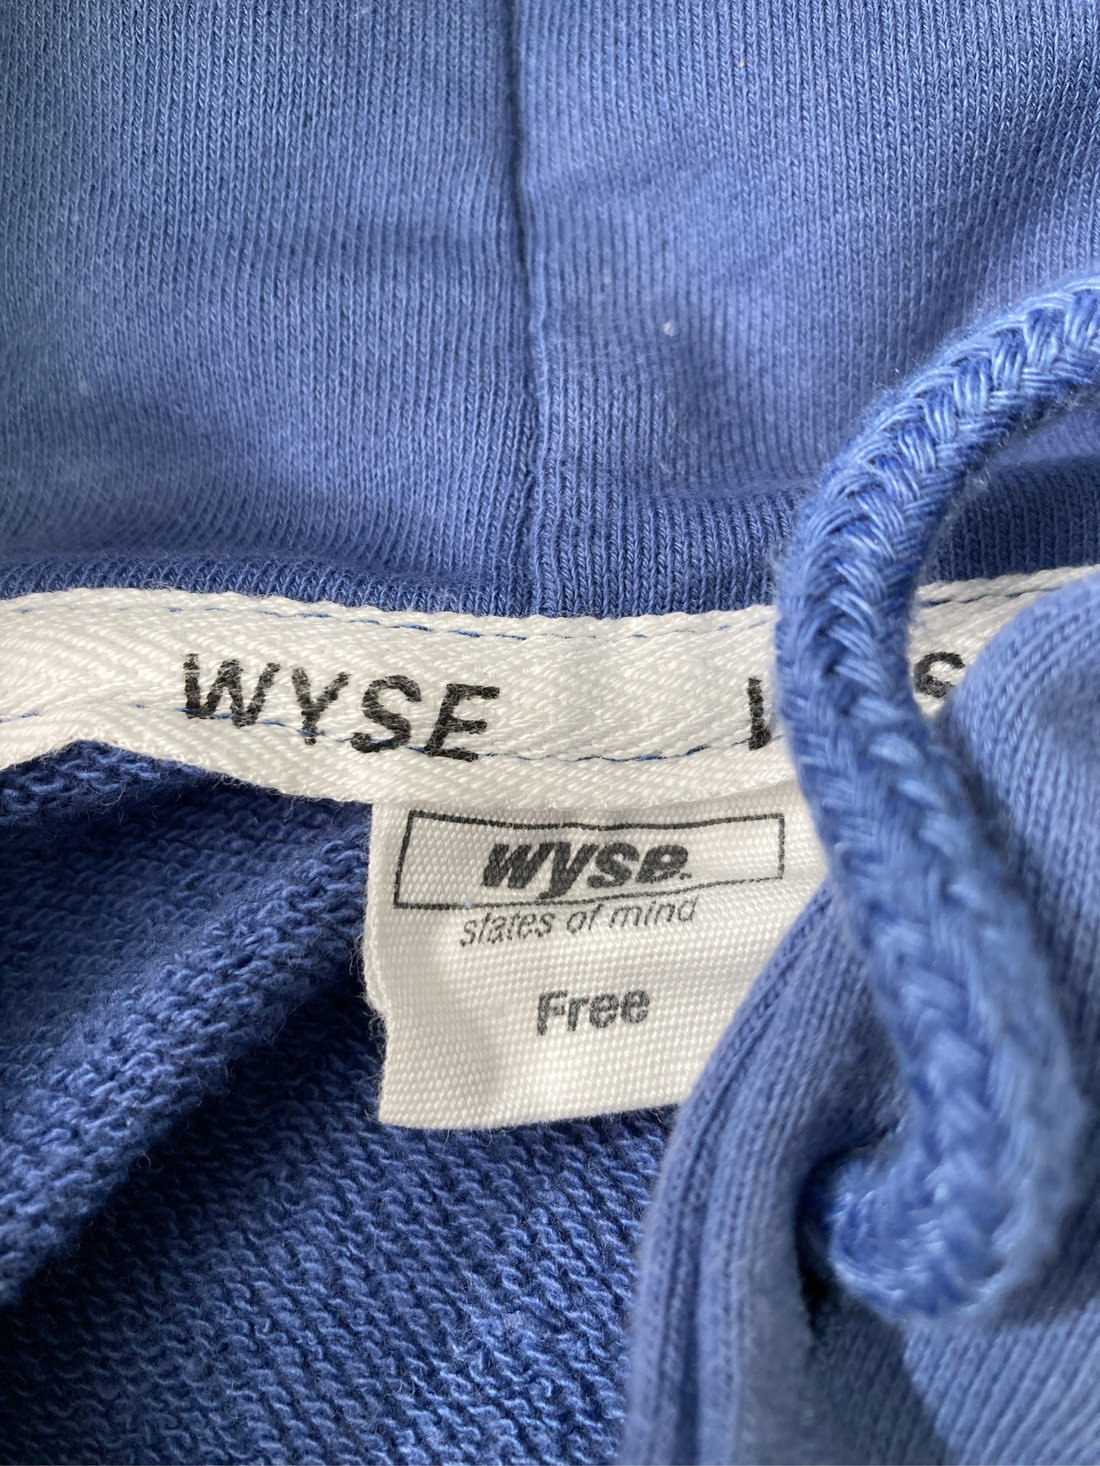 WYSE
wyse
states of mind
Free